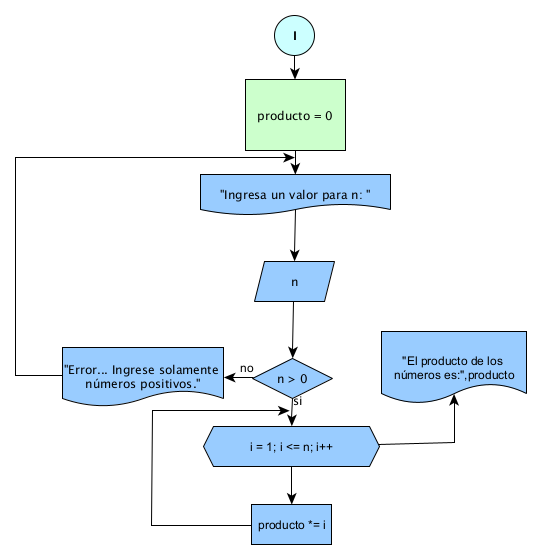 I
producto = 0
"Ingresa un valor para n: "
n
n > 0
no
si
"Error... Ingrese solamente
números positivos."
i = 1; i <= n; i++
"El producto de los
números es:",producto
producto *= i